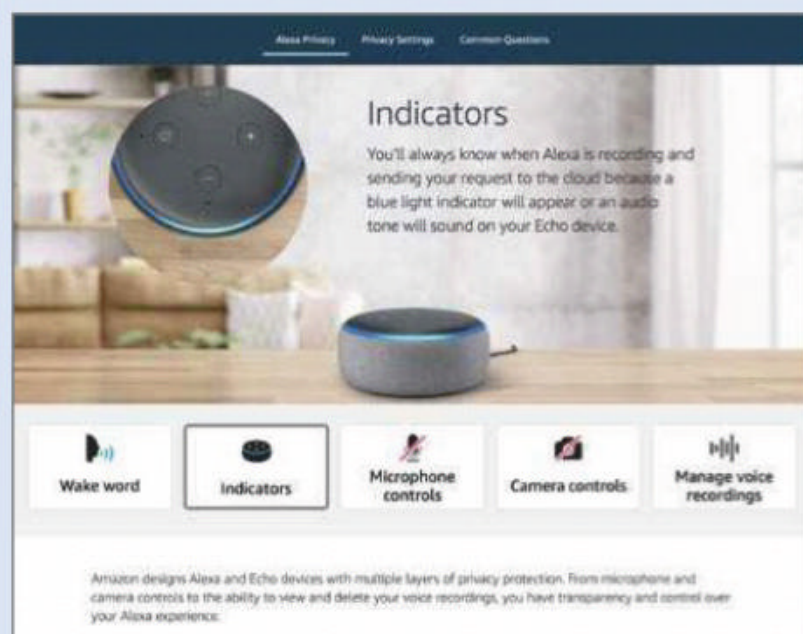 Alexa Privacy Privacy Settings Common Questions
Indicators
You'll always know when Alexa is recording and
sending your request to the cloud because a
blue light indicator will appear or an audio
tone will sound on your Echo device.
Wake word
Indicators
Microphone
controls
Camera controls
Manage voice
recordings
Amazon designs Alexa and Echo devices with multiple layers of privacy protection. From microphone and
camera controls to the ability to view and delete your voice recordings, you have transparency and control over
your Alexa experience.